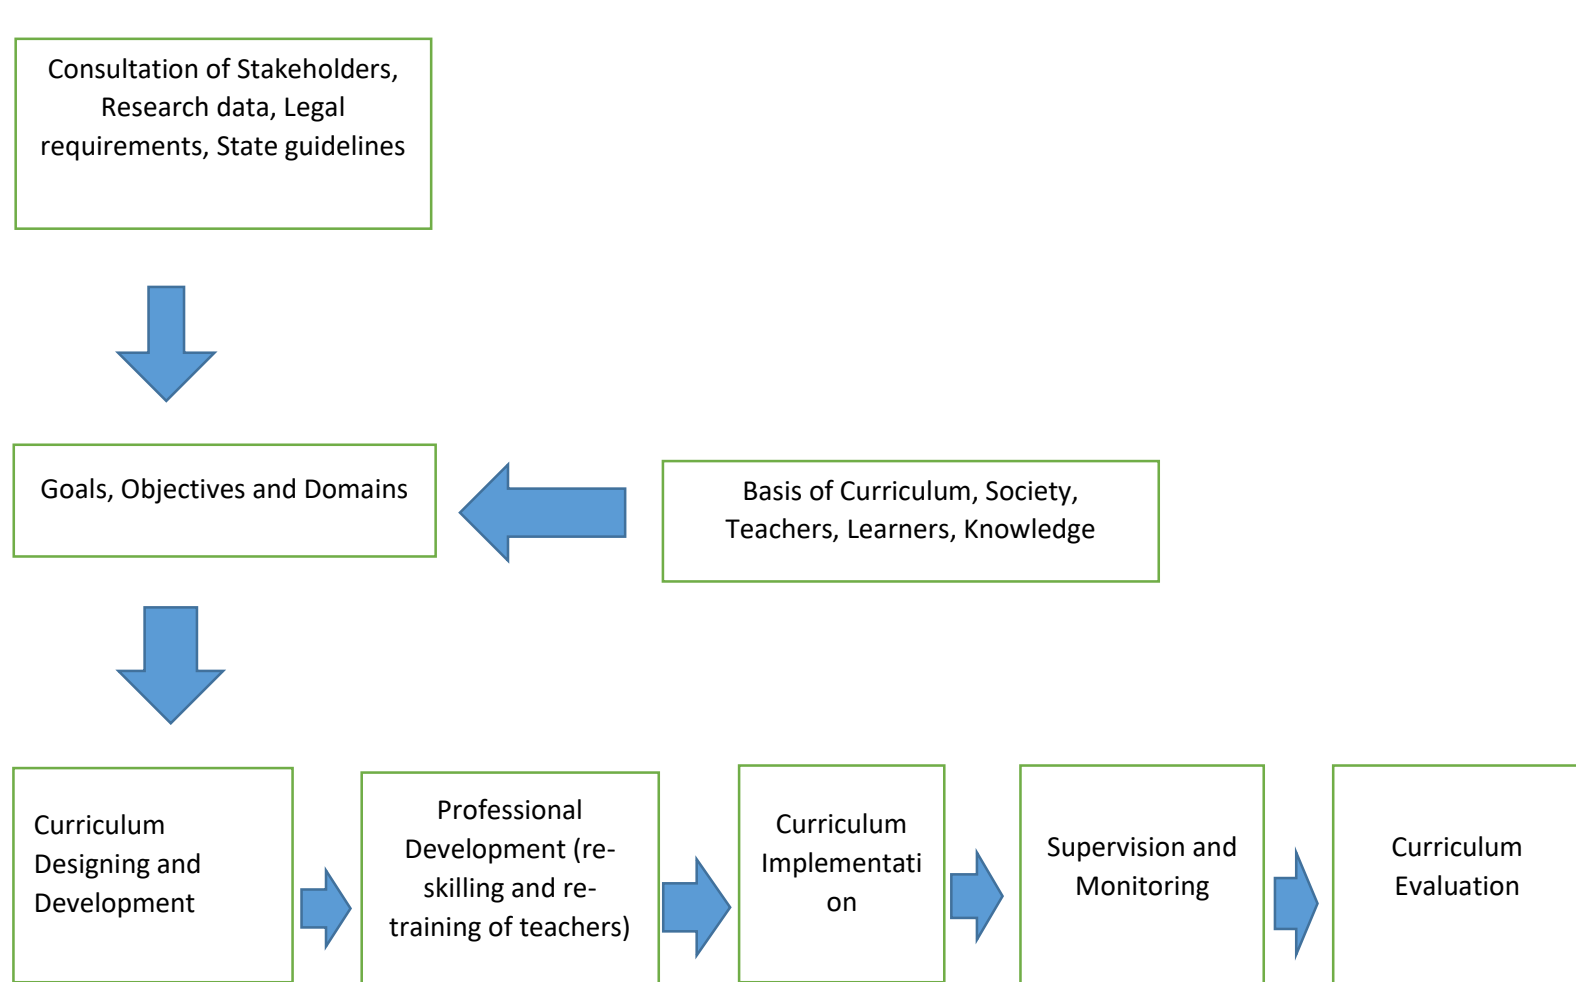 Consultation of Stakeholders,
Research data, Legal
requirements, State guidelines
Goals, Objectives and Domains
Basis of Curriculum, Society,
Teachers, Learners, Knowledge
Curriculum
Designing and
Development
Professional
Development (re-
skilling and re-
training of teachers)
Curriculum
Implementati
on
Supervision and
Monitoring
Curriculum
Evaluation